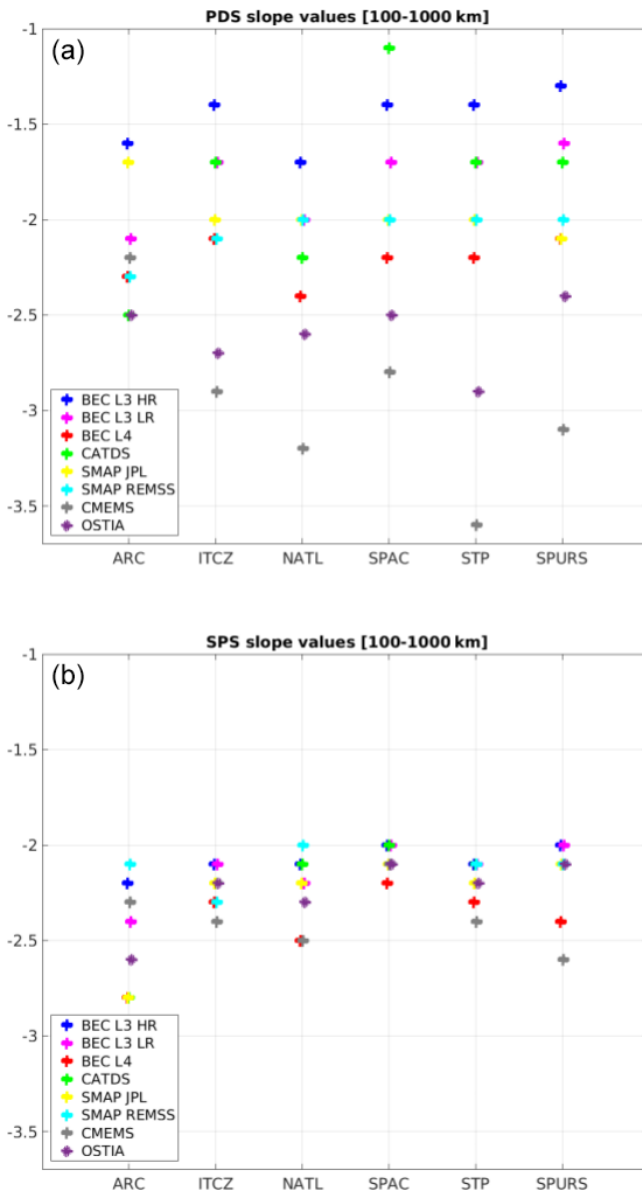 PDS slope values [100-1000 km]
(a)
-1
-1.5
-2
-2.5
-3
-3.5
BEC L3 HR
BEC L3 LR
BEC L4
CATDS
SMAP JPL
SMAP REMSS
CMEMS
OSTIA
ARC ITCZ NATL SPAC STP SPURS
SPS slope values [100-1000 km]
(b)
-1
-1.5
-2
-2.5
-3
-3.5
BEC L3 HR
BEC L3 LR
BEC L4
CATDS
SMAP JPL
SMAP REMSS
CMEMS
OSTIA
ARC ITCZ NATL SPAC STP SPURS